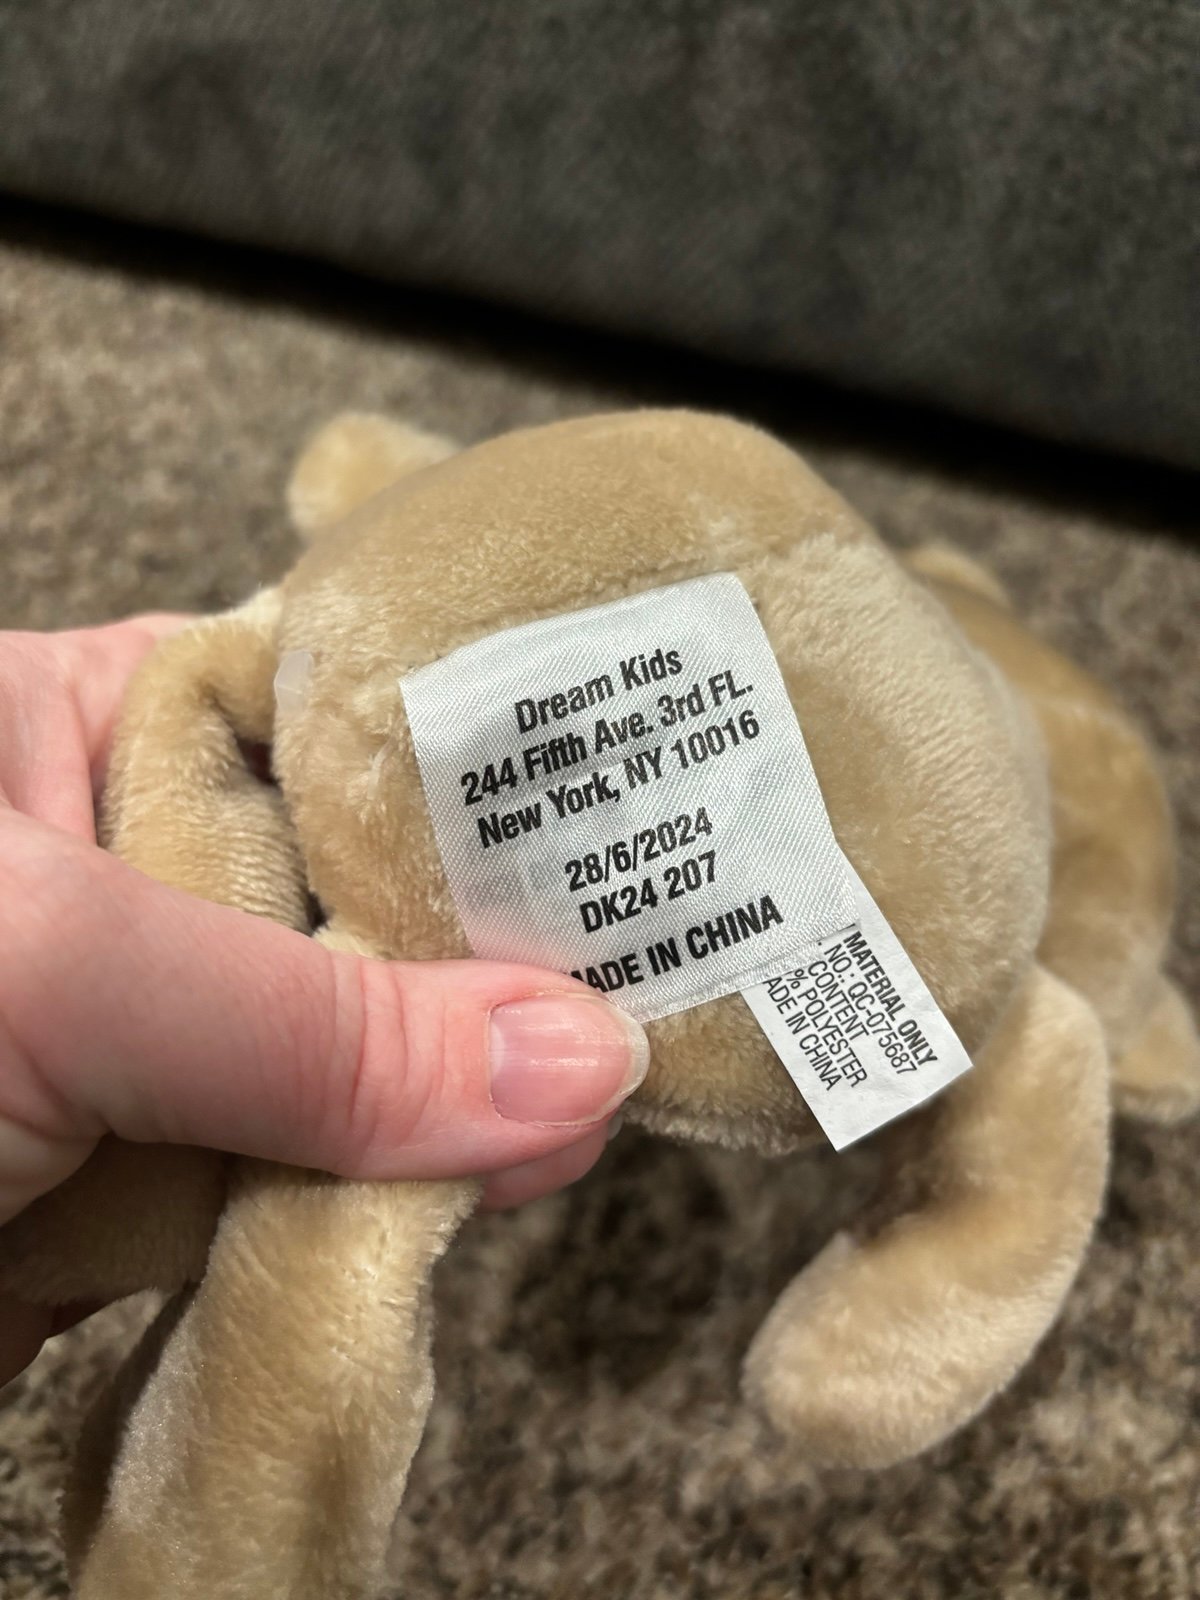 Dream Kids
244 Fifth Ave. 3rd FL.
New York, NY 10016
28/6/2024
DK24 207
MADE IN CHINA
MATERIAL ONLY
. NO.: QC-075687
CONTENT
% POLYESTER
ADE IN CHINA